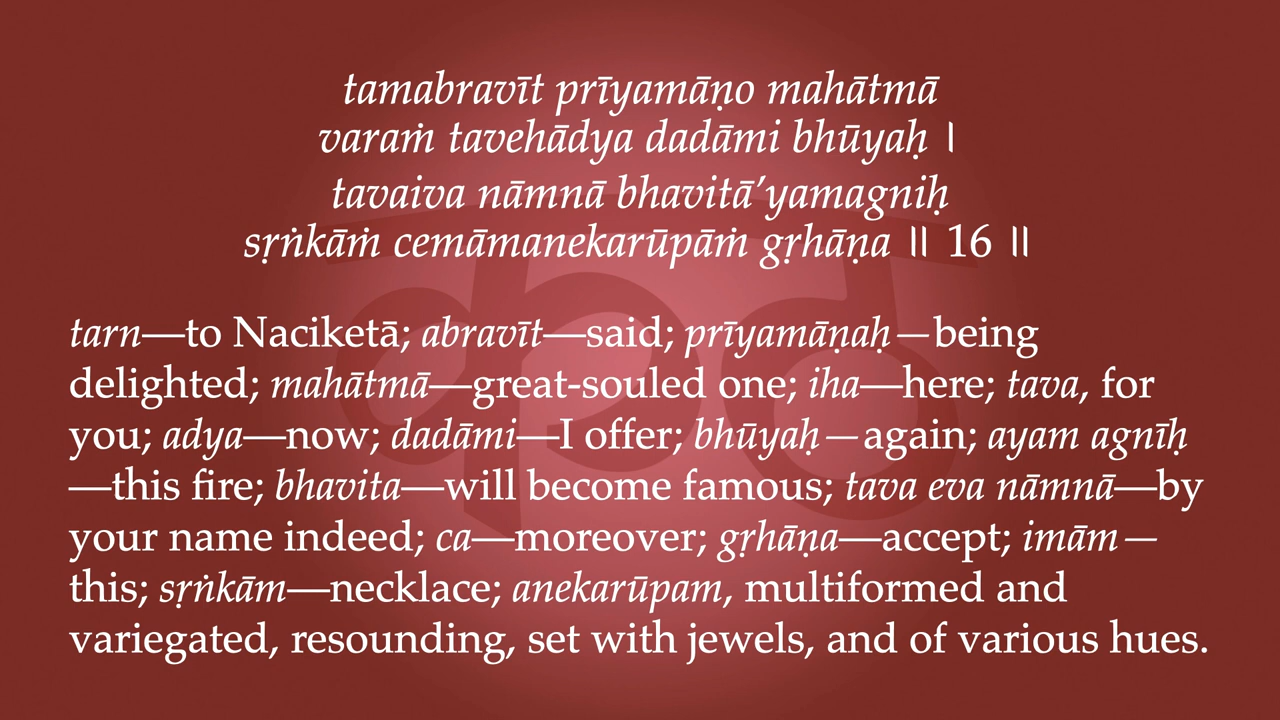 tamabravīt prīyamāṇo mahātmā
varaṁ tavehādya dadāmi bhūyaḥ ।
tavaiva nāmnā bhavitā’yamagniḥ
sṛṅkāṁ cemāmanekarūpāṁ gṛhāṇa ॥ 16 ॥
tarn—to Naciketā; abravīt—said; prīyamāṇaḥ—being
delighted; mahātmā—great-souled one; iha—here; tava, for
you; adya—now; dadāmi—I offer; bhūyaḥ—again; ayam agnīḥ
—this fire; bhavita—will become famous; tava eva nāmnā—by
your name indeed; ca—moreover; gṛhāṇa—accept; imām—
this; sṛṅkām—necklace; anekarūpam, multiformed and
variegated, resounding, set with jewels, and of various hues.